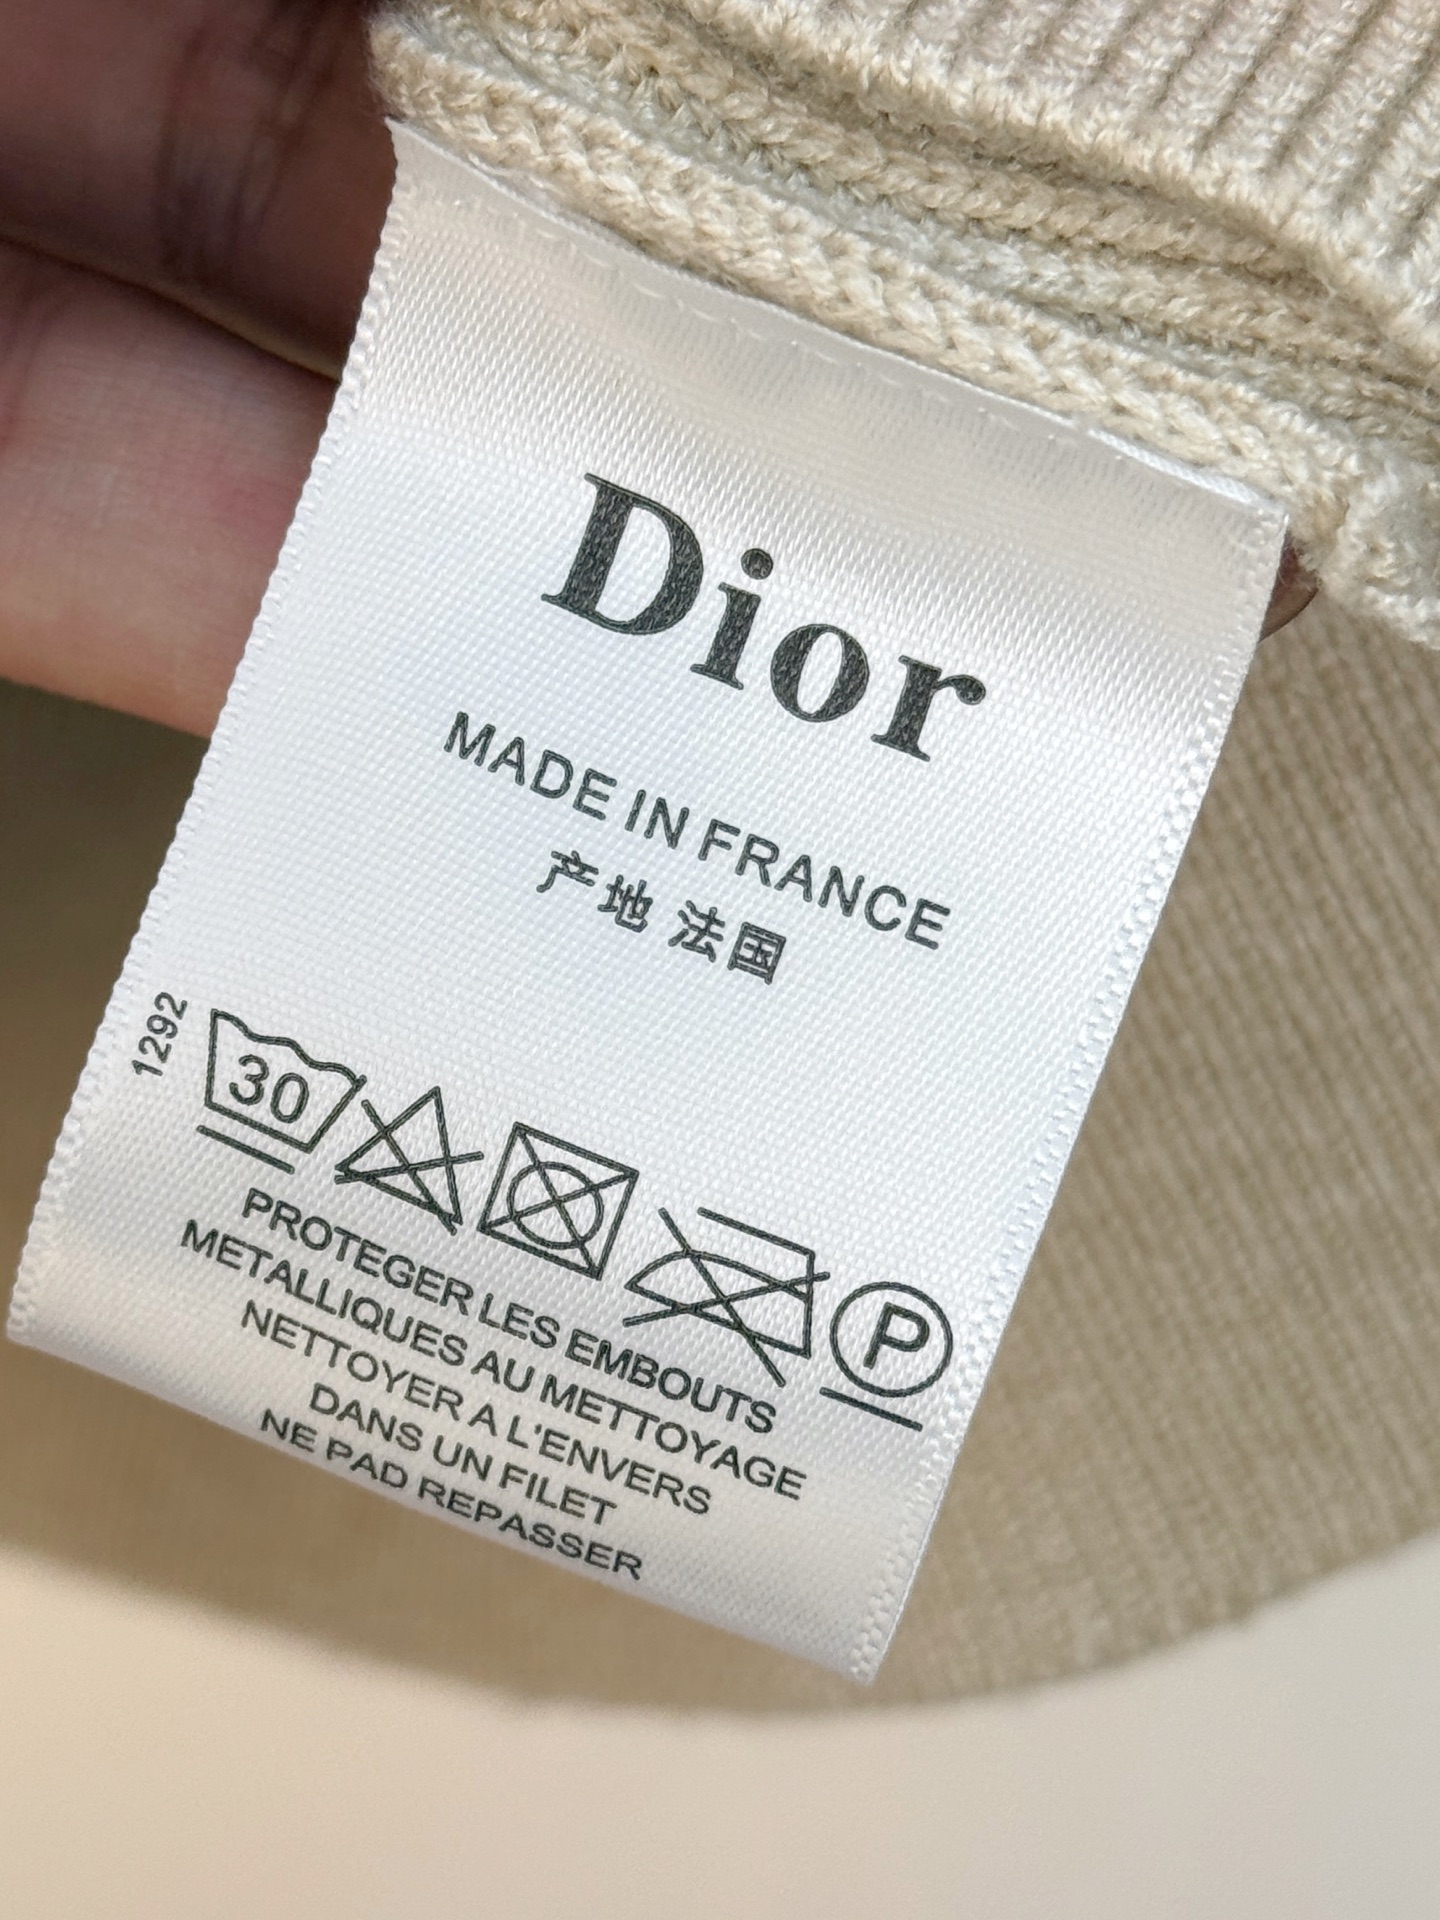 Dior
MADE IN FRANCE
产地 法国
1292
30
P
PROTEGER LES EMBOUTS
METALLIQUES AU METTOYAGE
NETTOYER A L'ENVERS
DANS UN FILET
NE PAD REPASSER